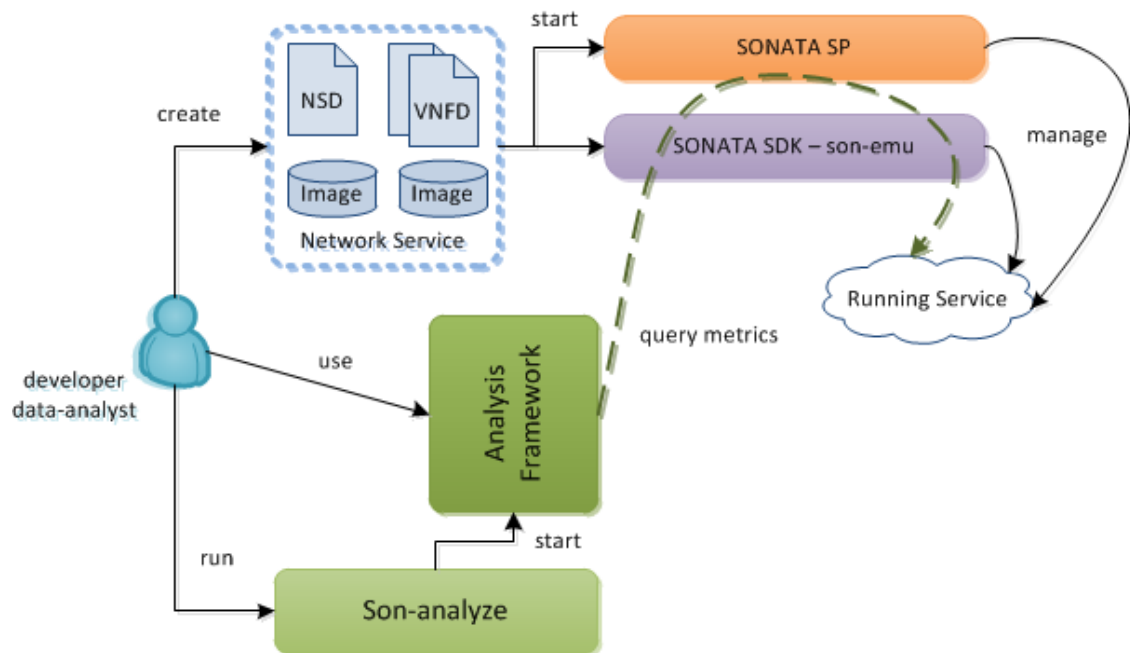 start
SONATA SP
NSD
VNFD
create
manage
SONATA SDK – son-emu
Image
Image
Network Service
Running Service
query metrics
use
developer
data-analyst
Analysis
Framework
start
run
Son-analyze